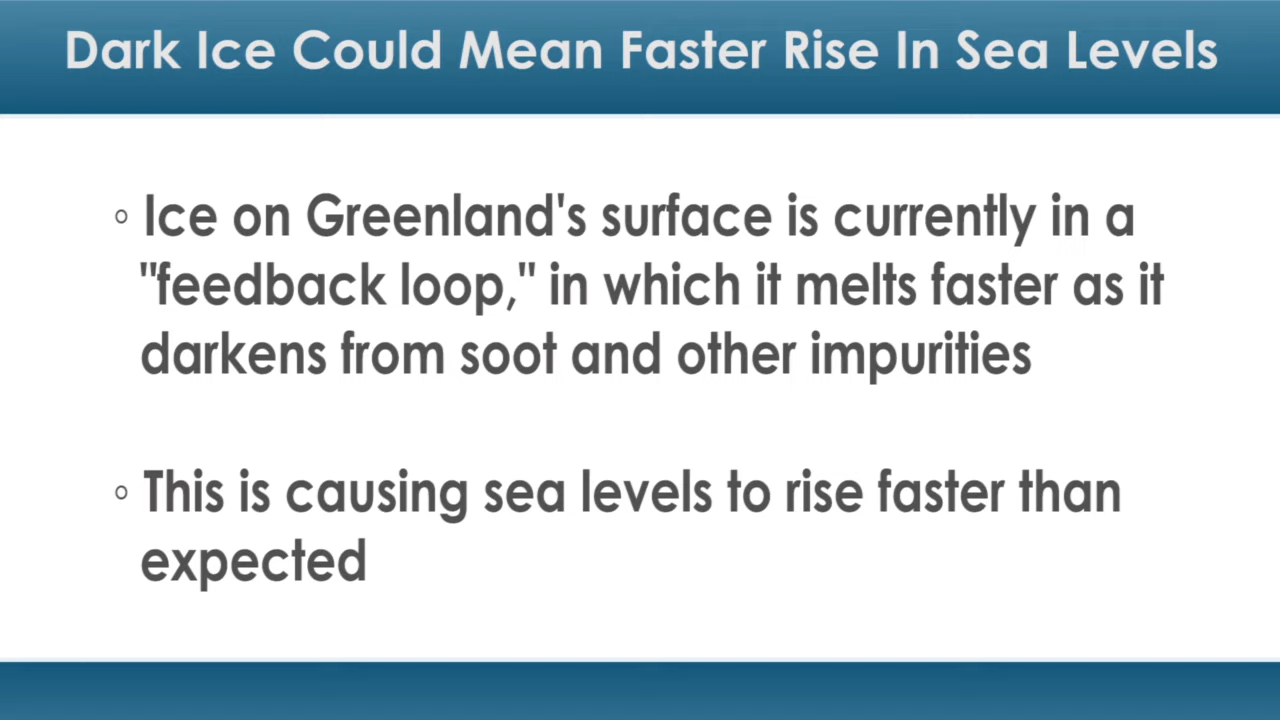 Dark Ice Could Mean Faster Rise In Sea Levels
◦ Ice on Greenland's surface is currently in a
"feedback loop," in which it melts faster as it
darkens from soot and other impurities
◦ This is causing sea levels to rise faster than
expected